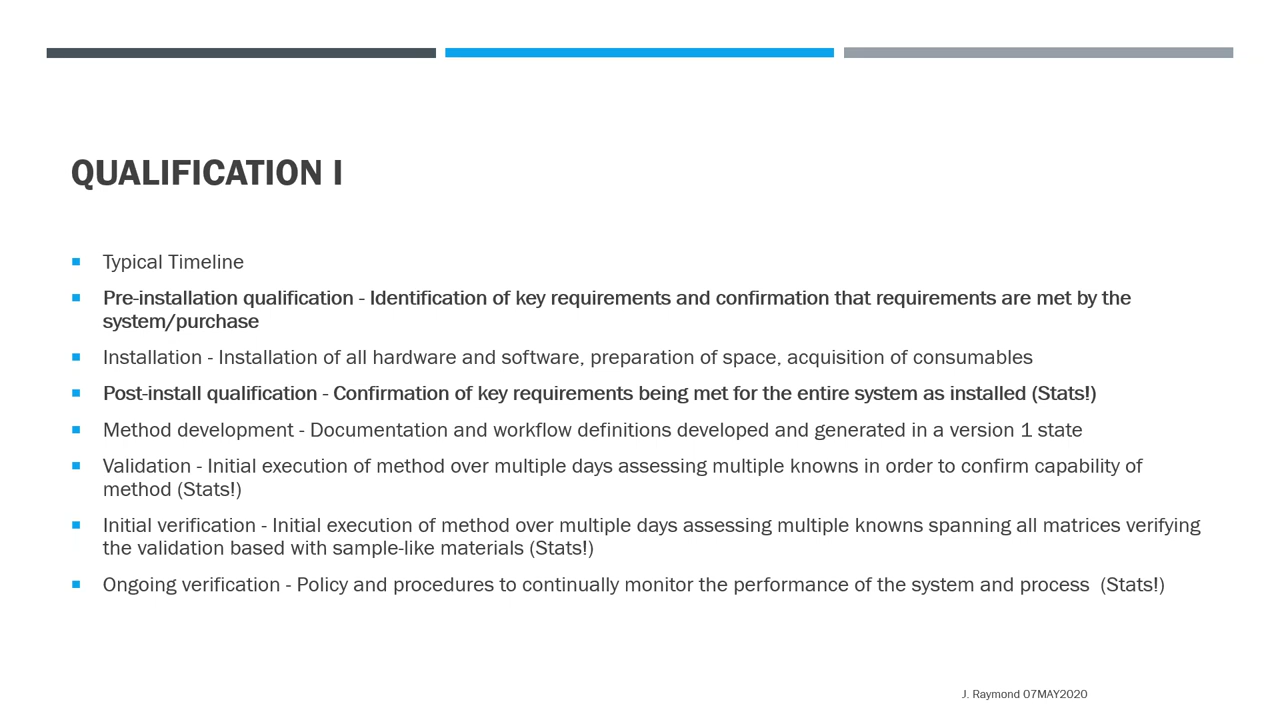 QUALIFICATION I
Typical Timeline
Pre-installation qualification - Identification of key requirements and confirmation that requirements are met by the
system/purchase
Installation - Installation of all hardware and software, preparation of space, acquisition of consumables
Post-install qualification - Confirmation of key requirements being met for the entire system as installed (Stats!)
Method development - Documentation and workflow definitions developed and generated in a version 1 state
Validation - Initial execution of method over multiple days assessing multiple knowns in order to confirm capability of
method (Stats!)
Initial verification - Initial execution of method over multiple days assessing multiple knowns spanning all matrices verifying
the validation based with sample-like materials (Stats!)
Ongoing verification - Policy and procedures to continually monitor the performance of the system and process  (Stats!)
J. Raymond 07MAY2020